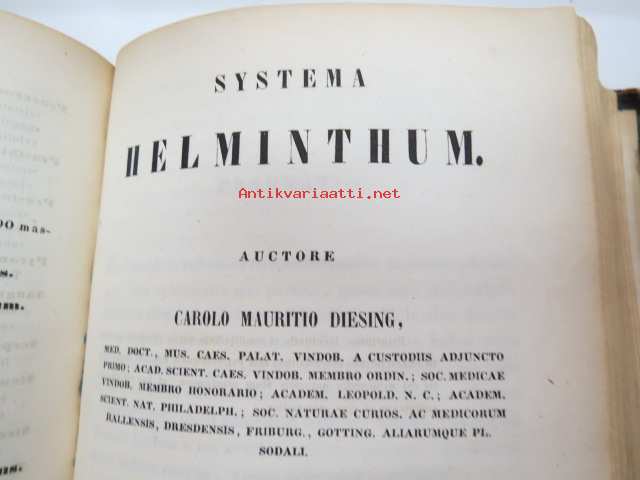 SYSTEMA
HELMINTHUM.
Antikvariaatti.net
AUCTORE
CAROLO MAURITIO DIESING,
MED. DOCT., MUS. CAES. PALAT. VINDOB. A CUSTODIIS ADJUNCTO
PRIMO; ACAD. SCIENT. CAES. VINDOB. MEMBRO ORDIN.; SOC. MEDICAE
VINDOB. MEMBRO HONORARIO; ACADEM. LEOPOLD. N. C.; ACADEM.
SCIENT. NAT. PHILADELPH.; SOC. NATURAE CURIOS. AC MEDICORUM
HALLENSIS, DRESDENSIS, FRIBURG., GOTTING. ALIARUMQUE PL.
SODALI.